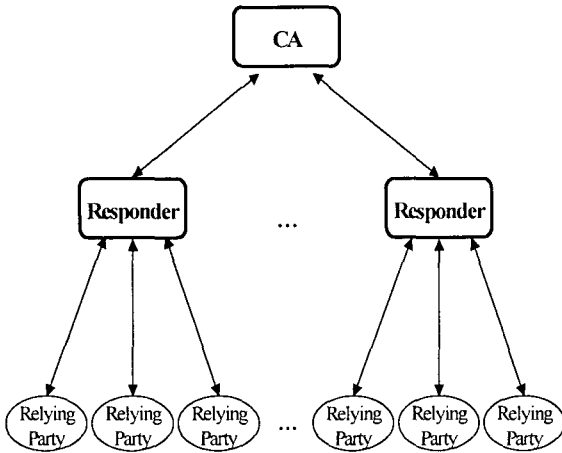 CA
Responder ... Responder
Relying Party Relying Party Relying Party ... Relying Party Relying Party Relying Party